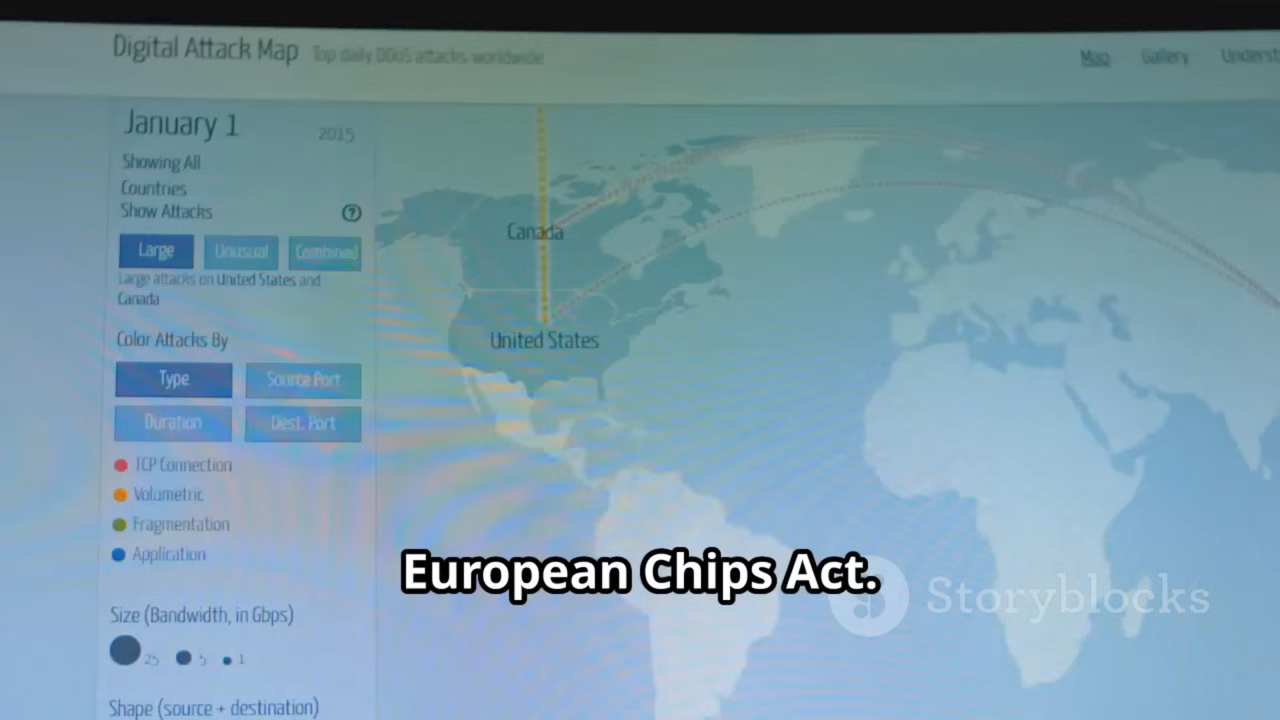 Digital Attack Map Top daily DDoS attacks worldwide
Map Gallery Underst
January 1 2015
Showing All
Countries
Show Attacks ?
Large Unusual Combined
Large attacks on United States and
Canada
Color Attacks By
Type Source Port
Duration Dest. Port
TCP Connection
Volumetric
Fragmentation
Application
Size (Bandwidth, in Gbps)
25 5 1
Shape (source + destination)
Canada
United States
European Chips Act.
Storyblocks